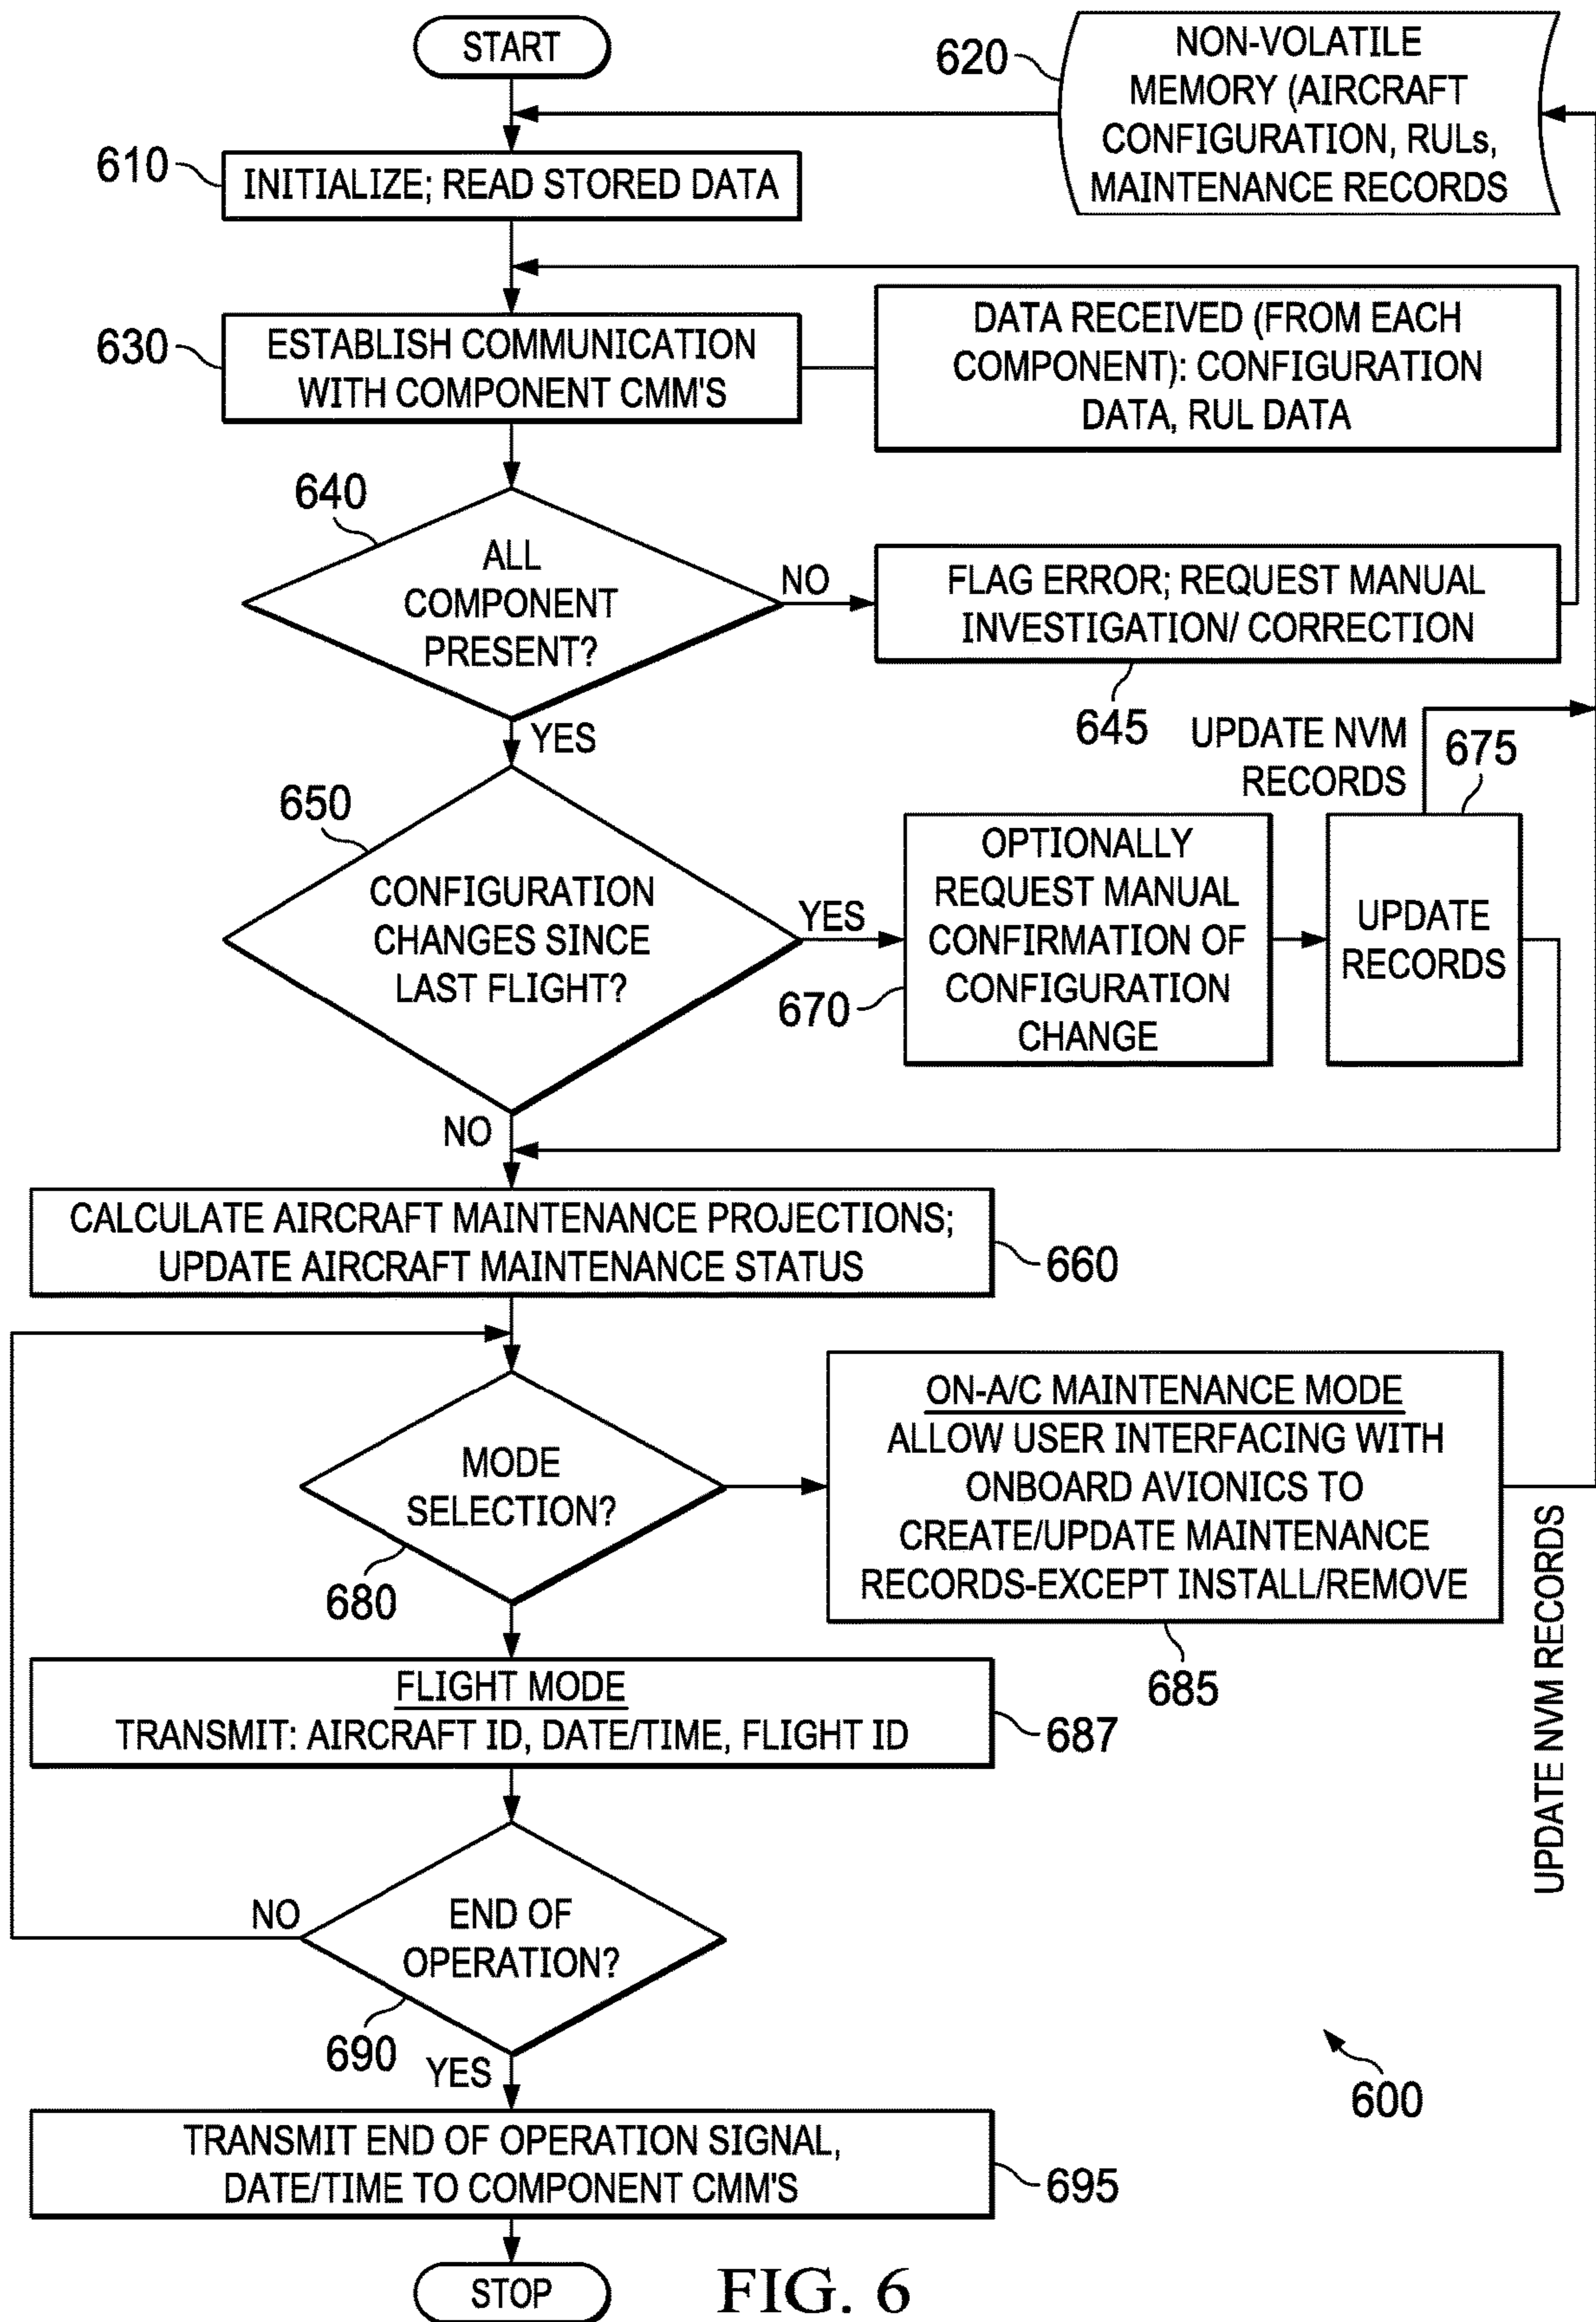 START
620
NON-VOLATILE
MEMORY (AIRCRAFT
CONFIGURATION, RULs,
MAINTENANCE RECORDS
610
INITIALIZE; READ STORED DATA
630
ESTABLISH COMMUNICATION
WITH COMPONENT CMM'S
DATA RECEIVED (FROM EACH
COMPONENT): CONFIGURATION
DATA, RUL DATA
640
ALL
COMPONENT
PRESENT?
NO
FLAG ERROR; REQUEST MANUAL
INVESTIGATION/ CORRECTION
645
YES
UPDATE NVM
RECORDS
675
650
CONFIGURATION
CHANGES SINCE
LAST FLIGHT?
YES
OPTIONALLY
REQUEST MANUAL
CONFIRMATION OF
CONFIGURATION
CHANGE
670
UPDATE
RECORDS
NO
CALCULATE AIRCRAFT MAINTENANCE PROJECTIONS;
UPDATE AIRCRAFT MAINTENANCE STATUS
660
MODE
SELECTION?
680
ON-A/C MAINTENANCE MODE
ALLOW USER INTERFACING WITH
ONBOARD AVIONICS TO
CREATE/UPDATE MAINTENANCE
RECORDS-EXCEPT INSTALL/REMOVE
685
UPDATE NVM RECORDS
FLIGHT MODE
TRANSMIT: AIRCRAFT ID, DATE/TIME, FLIGHT ID
687
NO
END OF
OPERATION?
690
YES
600
TRANSMIT END OF OPERATION SIGNAL,
DATE/TIME TO COMPONENT CMM'S
695
STOP
FIG. 6